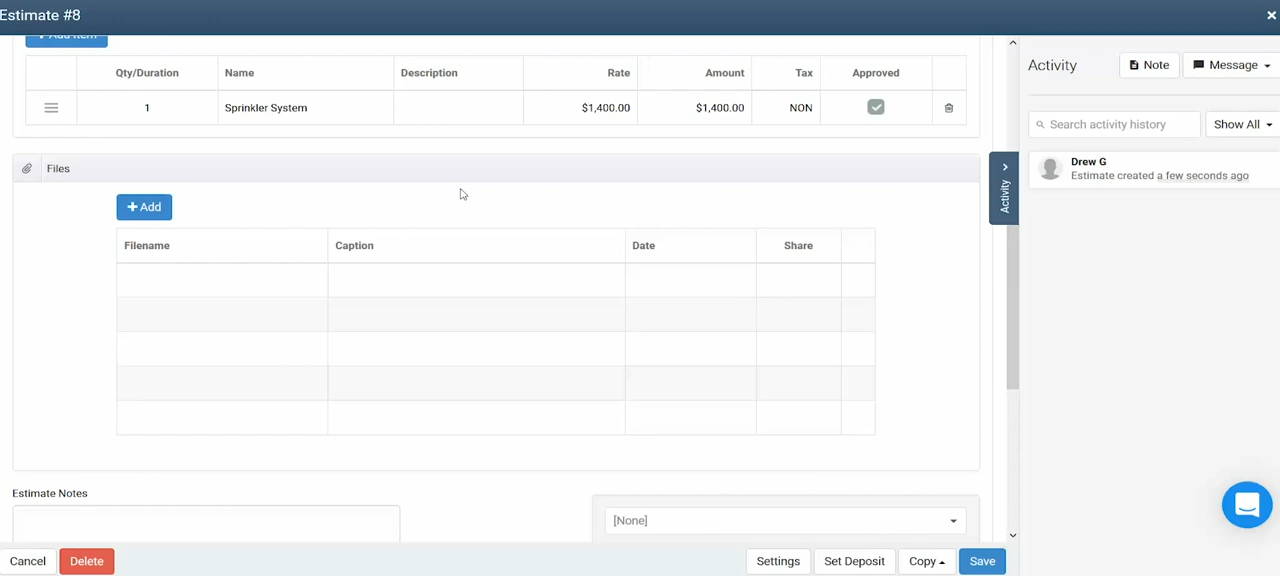 Estimate #8
+ Add Item
Qty/Duration Name Description Rate Amount Tax Approved
1 Sprinkler System $1,400.00 $1,400.00 NON
Files
+ Add
Filename Caption Date Share
Estimate Notes
[None]
Cancel Delete Settings Set Deposit Copy Save
Activity Note Message
Search activity history Show All
Drew G
Estimate created a few seconds ago
Activity